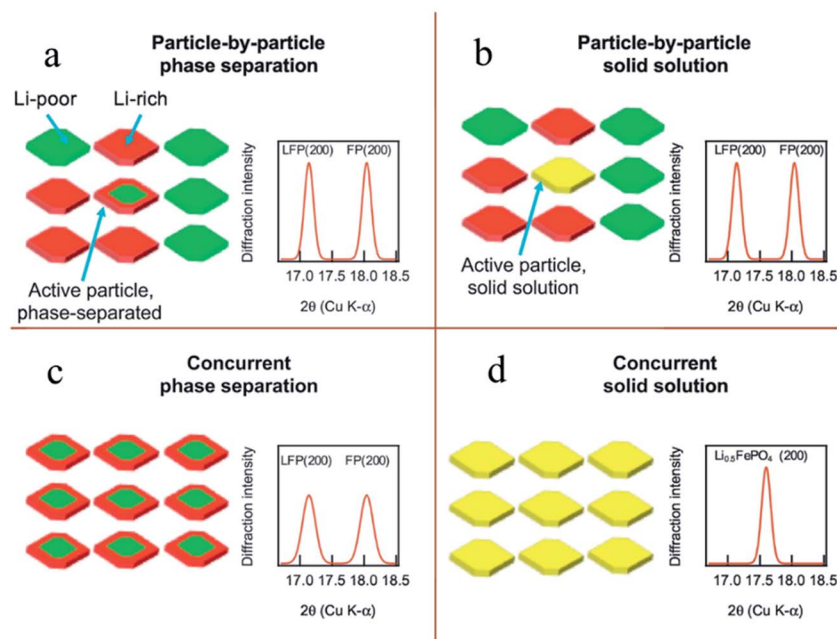 a
Particle-by-particle
phase separation
Li-poor
Li-rich
LFP(200) FP(200)
Diffraction intensity
17.0 17.5 18.0 18.5
2θ (Cu K-α)
Active particle,
phase-separated
b
Particle-by-particle
solid solution
LFP(200) FP(200)
Diffraction intensity
17.0 17.5 18.0 18.5
2θ (Cu K-α)
Active particle,
solid solution
c
Concurrent
phase separation
LFP(200) FP(200)
Diffraction intensity
17.0 17.5 18.0 18.5
2θ (Cu K-α)
d
Concurrent
solid solution
Li₀.₅FePO₄ (200)
Diffraction intensity
17.0 17.5 18.0 18.5
2θ (Cu K-α)